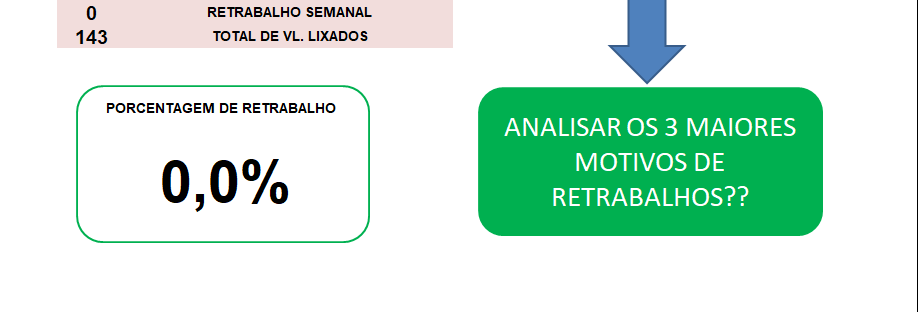 0 RETRABALHO SEMANAL
143 TOTAL DE VL. LIXADOS
PORCENTAGEM DE RETRABALHO
0,0%
ANALISAR OS 3 MAIORES
MOTIVOS DE
RETRABALHOS??